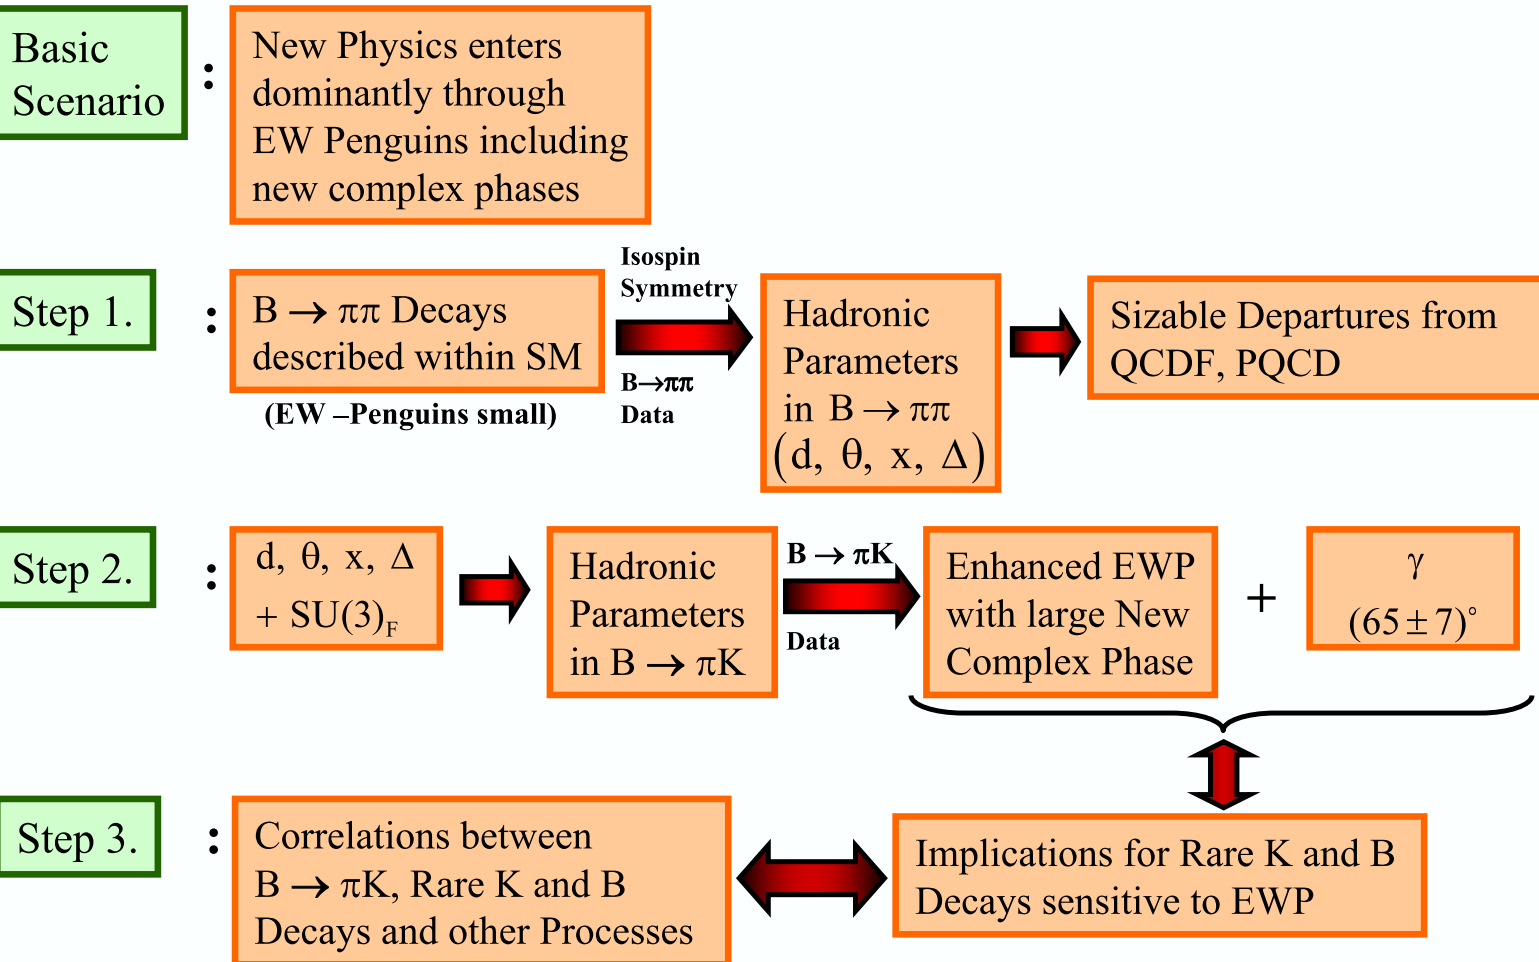 Basic
Scenario
:
New Physics enters
dominantly through
EW Penguins including
new complex phases
Step 1.
:
B → ππ Decays
described within SM
(EW –Penguins small)
Isospin
Symmetry
B→ππ
Data
Hadronic
Parameters
in B → ππ
(d, θ, x, Δ)
Sizable Departures from
QCDF, PQCD
Step 2.
:
d, θ, x, Δ
+ SU(3)_F
Hadronic
Parameters
in B → πK
B → πK
Data
Enhanced EWP
with large New
Complex Phase
+
γ
(65 ± 7)°
Step 3.
:
Correlations between
B → πK, Rare K and B
Decays and other Processes
Implications for Rare K and B
Decays sensitive to EWP